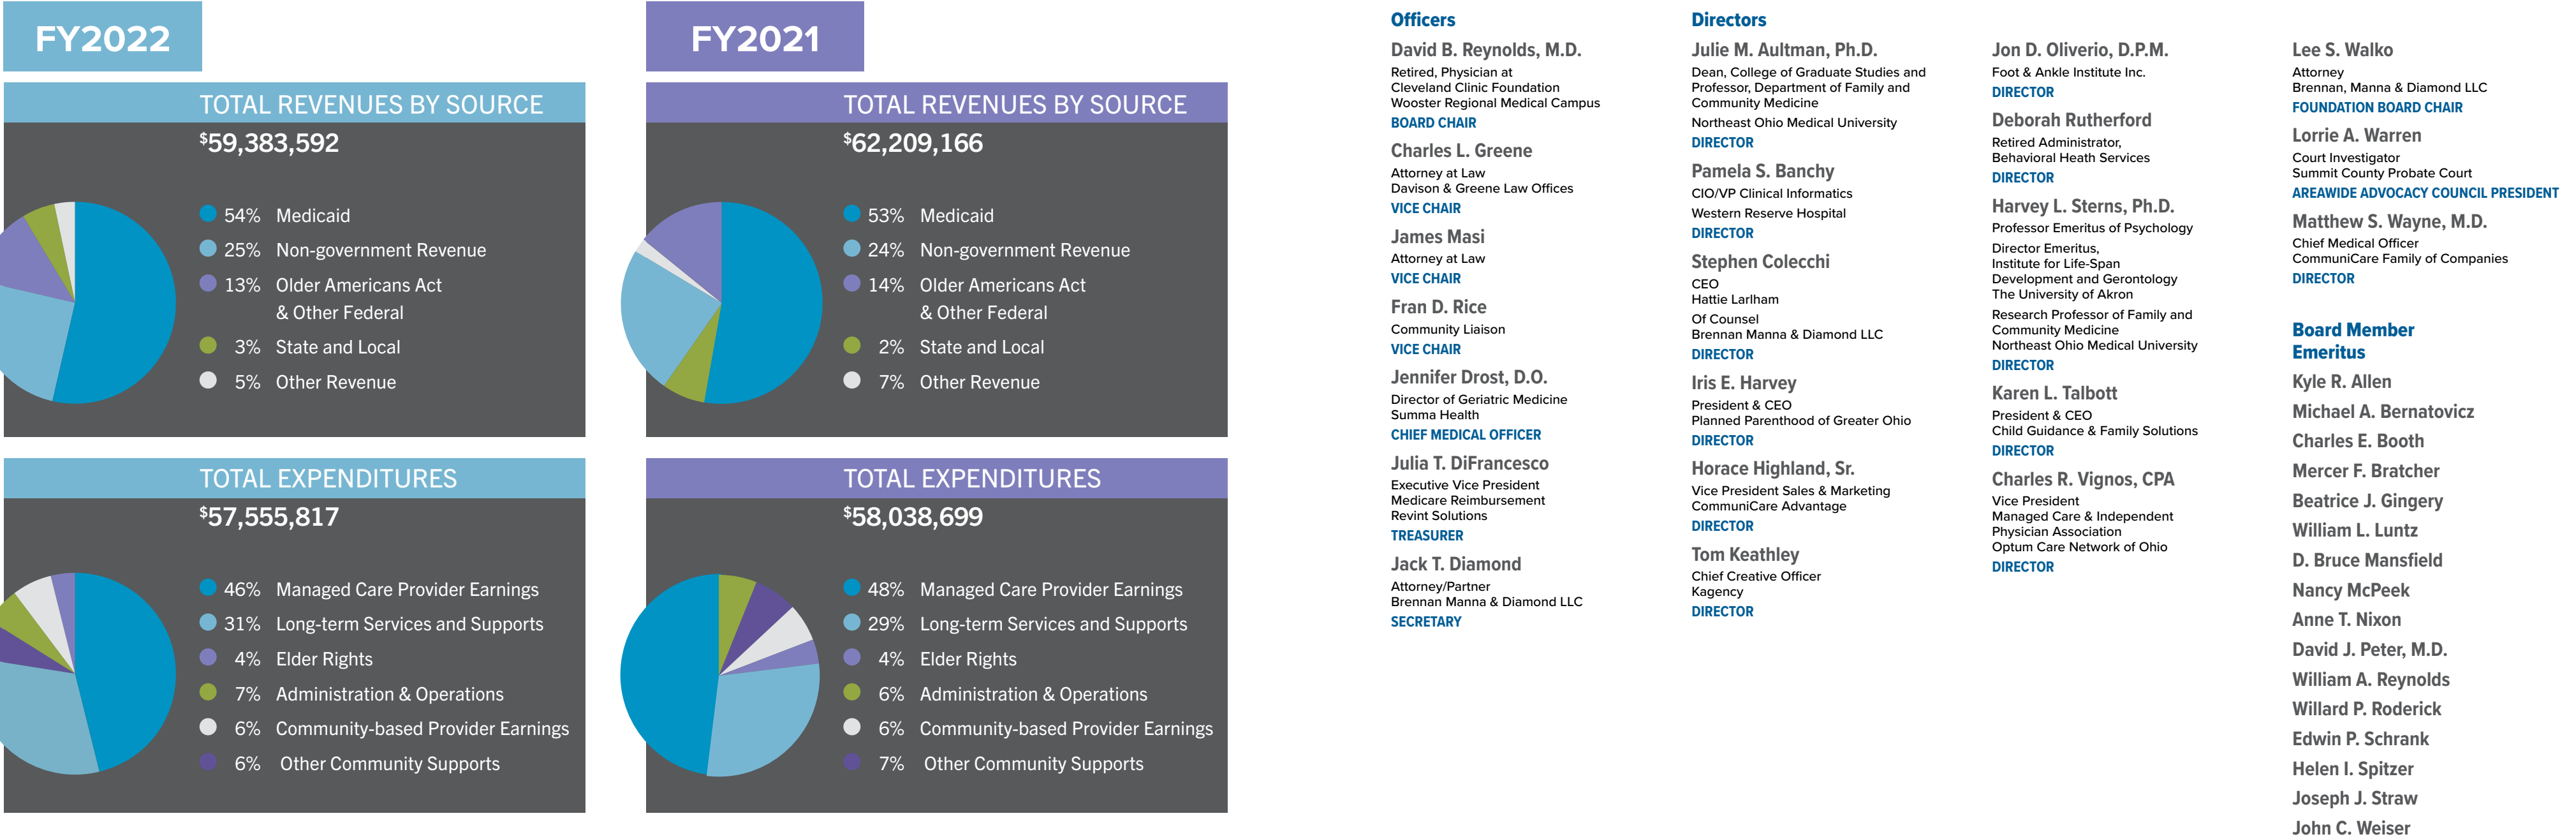 FY2022
TOTAL REVENUES BY SOURCE
$59,383,592
54% Medicaid
25% Non-government Revenue
13% Older Americans Act
& Other Federal
3% State and Local
5% Other Revenue
TOTAL EXPENDITURES
$57,555,817
46% Managed Care Provider Earnings
31% Long-term Services and Supports
4% Elder Rights
7% Administration & Operations
6% Community-based Provider Earnings
6% Other Community Supports
FY2021
TOTAL REVENUES BY SOURCE
$62,209,166
53% Medicaid
24% Non-government Revenue
14% Older Americans Act
& Other Federal
2% State and Local
7% Other Revenue
TOTAL EXPENDITURES
$58,038,699
48% Managed Care Provider Earnings
29% Long-term Services and Supports
4% Elder Rights
6% Administration & Operations
6% Community-based Provider Earnings
7% Other Community Supports
Officers
David B. Reynolds, M.D.
Retired, Physician at
Cleveland Clinic Foundation
Wooster Regional Medical Campus
BOARD CHAIR
Charles L. Greene
Attorney at Law
Davison & Greene Law Offices
VICE CHAIR
James Masi
Attorney at Law
VICE CHAIR
Fran D. Rice
Community Liaison
VICE CHAIR
Jennifer Drost, D.O.
Director of Geriatric Medicine
Summa Health
CHIEF MEDICAL OFFICER
Julia T. DiFrancesco
Executive Vice President
Medicare Reimbursement
Revint Solutions
TREASURER
Jack T. Diamond
Attorney/Partner
Brennan Manna & Diamond LLC
SECRETARY
Directors
Julie M. Aultman, Ph.D.
Dean, College of Graduate Studies and
Professor, Department of Family and
Community Medicine
Northeast Ohio Medical University
DIRECTOR
Pamela S. Banchy
CIO/VP Clinical Informatics
Western Reserve Hospital
DIRECTOR
Stephen Colecchi
CEO
Hattie Larlham
Of Counsel
Brennan Manna & Diamond LLC
DIRECTOR
Iris E. Harvey
President & CEO
Planned Parenthood of Greater Ohio
DIRECTOR
Horace Highland, Sr.
Vice President Sales & Marketing
CommuniCare Advantage
DIRECTOR
Tom Keathley
Chief Creative Officer
Kagency
DIRECTOR
Jon D. Oliverio, D.P.M.
Foot & Ankle Institute Inc.
DIRECTOR
Deborah Rutherford
Retired Administrator,
Behavioral Heath Services
DIRECTOR
Harvey L. Sterns, Ph.D.
Professor Emeritus of Psychology
Director Emeritus,
Institute for Life-Span
Development and Gerontology
The University of Akron
Research Professor of Family and
Community Medicine
Northeast Ohio Medical University
DIRECTOR
Karen L. Talbott
President & CEO
Child Guidance & Family Solutions
DIRECTOR
Charles R. Vignos, CPA
Vice President
Managed Care & Independent
Physician Association
Optum Care Network of Ohio
DIRECTOR
Lee S. Walko
Attorney
Brennan, Manna & Diamond LLC
FOUNDATION BOARD CHAIR
Lorrie A. Warren
Court Investigator
Summit County Probate Court
AREAWIDE ADVOCACY COUNCIL PRESIDENT
Matthew S. Wayne, M.D.
Chief Medical Officer
CommuniCare Family of Companies
DIRECTOR
Board Member
Emeritus
Kyle R. Allen
Michael A. Bernatovicz
Charles E. Booth
Mercer F. Bratcher
Beatrice J. Gingery
William L. Luntz
D. Bruce Mansfield
Nancy McPeek
Anne T. Nixon
David J. Peter, M.D.
William A. Reynolds
Willard P. Roderick
Edwin P. Schrank
Helen I. Spitzer
Joseph J. Straw
John C. Weiser